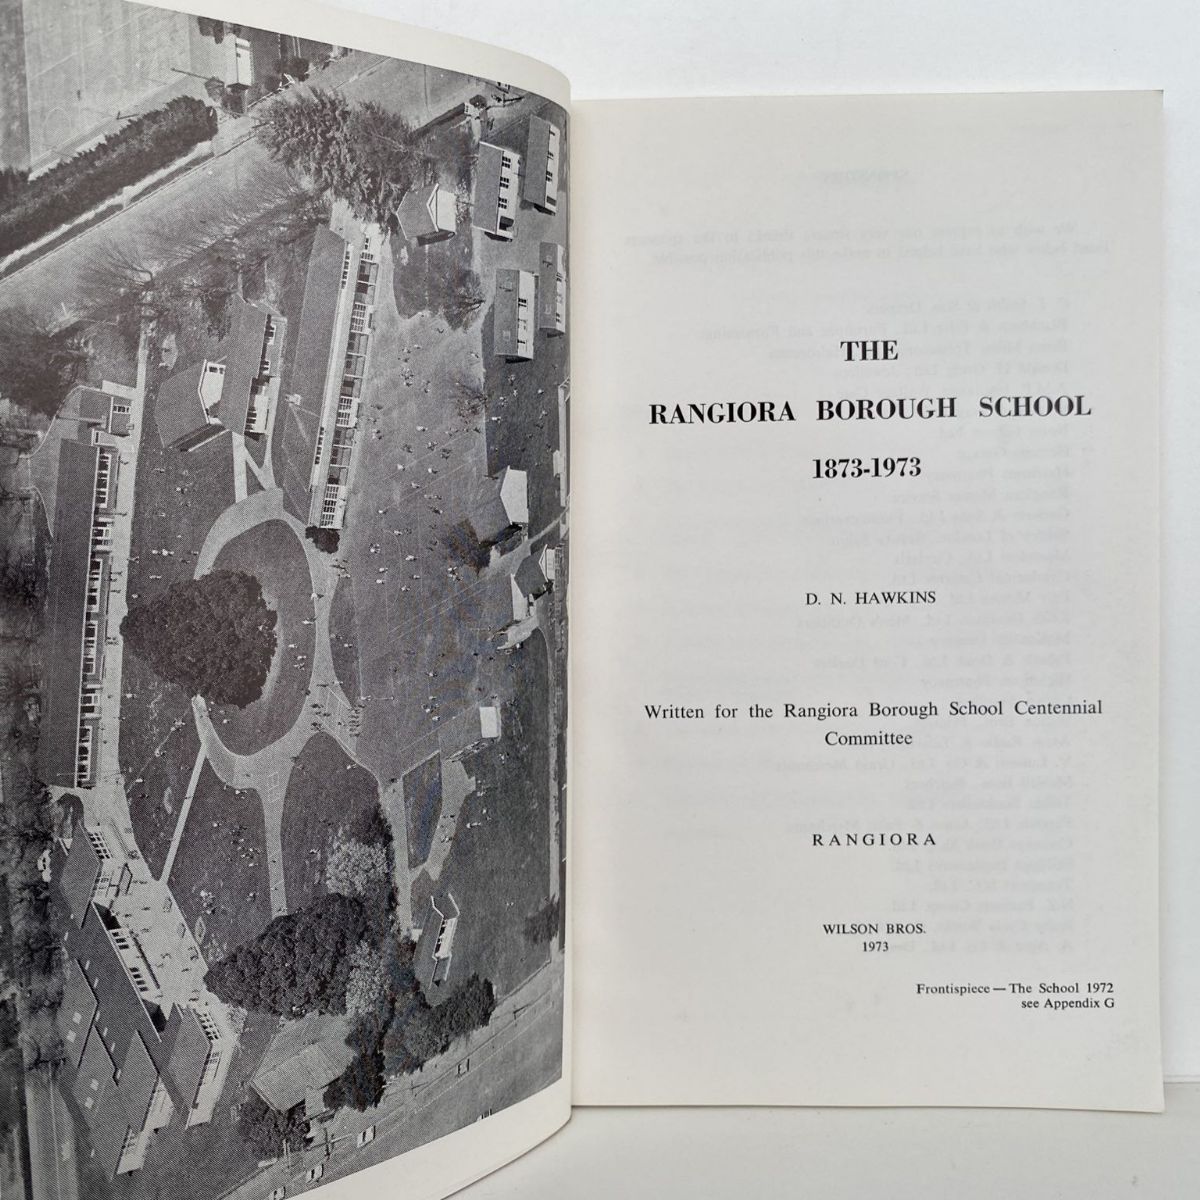 THE
RANGIORA BOROUGH SCHOOL
1873-1973
D. N. HAWKINS
Written for the Rangiora Borough School Centennial
Committee
RANGIORA
WILSON BROS.
1973
Frontispiece — The School 1972
see Appendix G